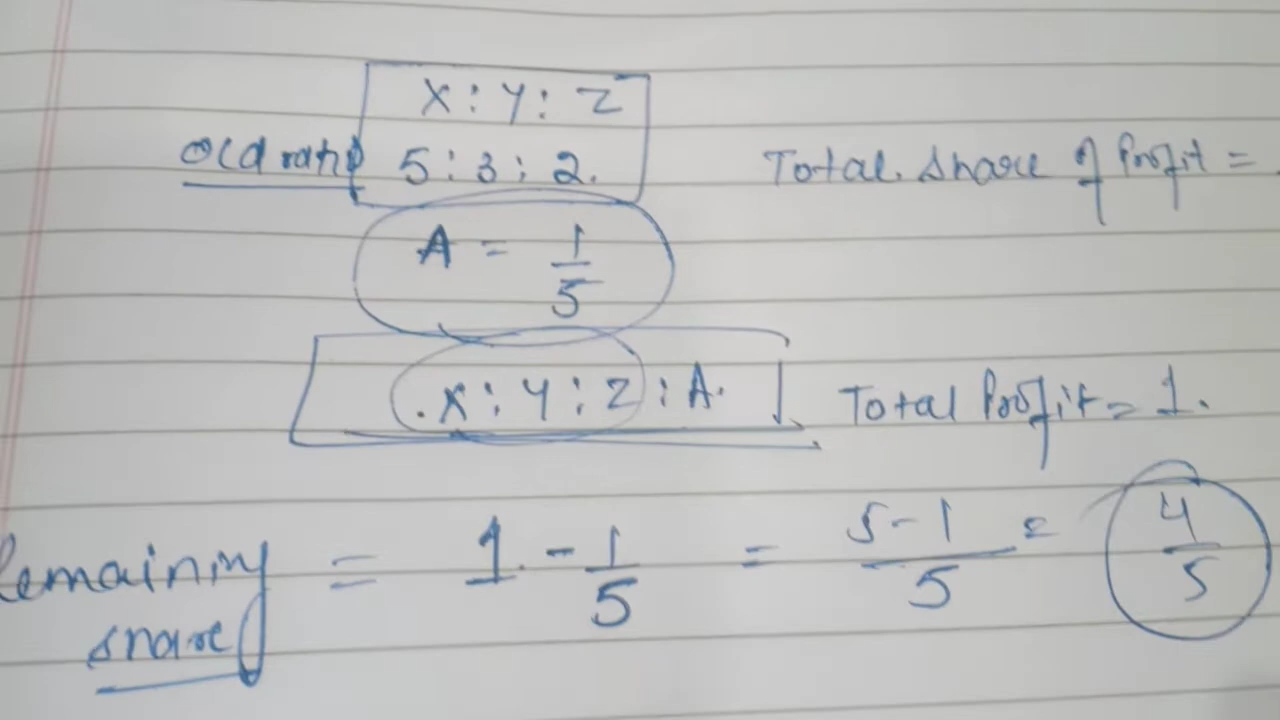 X : Y : Z
Old ratio 5 : 3 : 2.
Total share of Profit =
A = 1/5
X : Y : Z : A.
Total Profit = 1.
Remaining share = 1 - 1/5 = 5-1/5 = 4/5